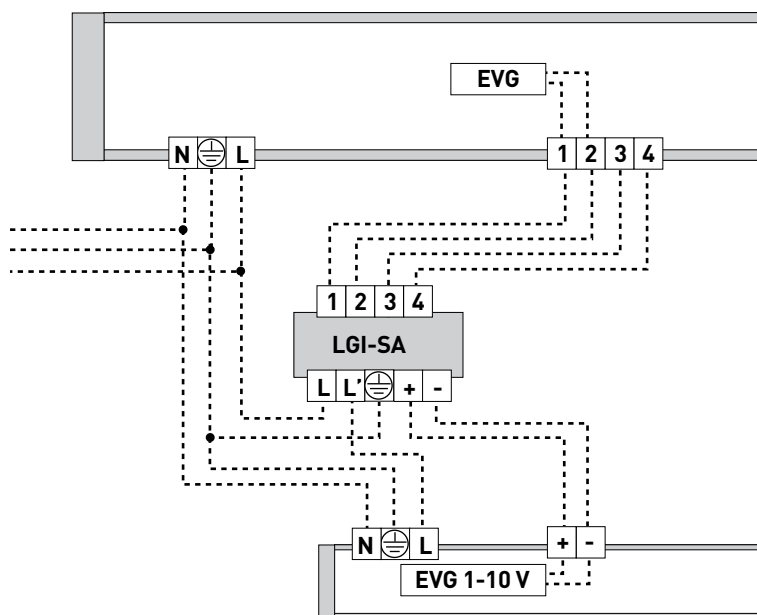 EVG
N L
1 2 3 4
1 2 3 4
LGI-SA
L L' + -
N L
+ -
EVG 1-10 V